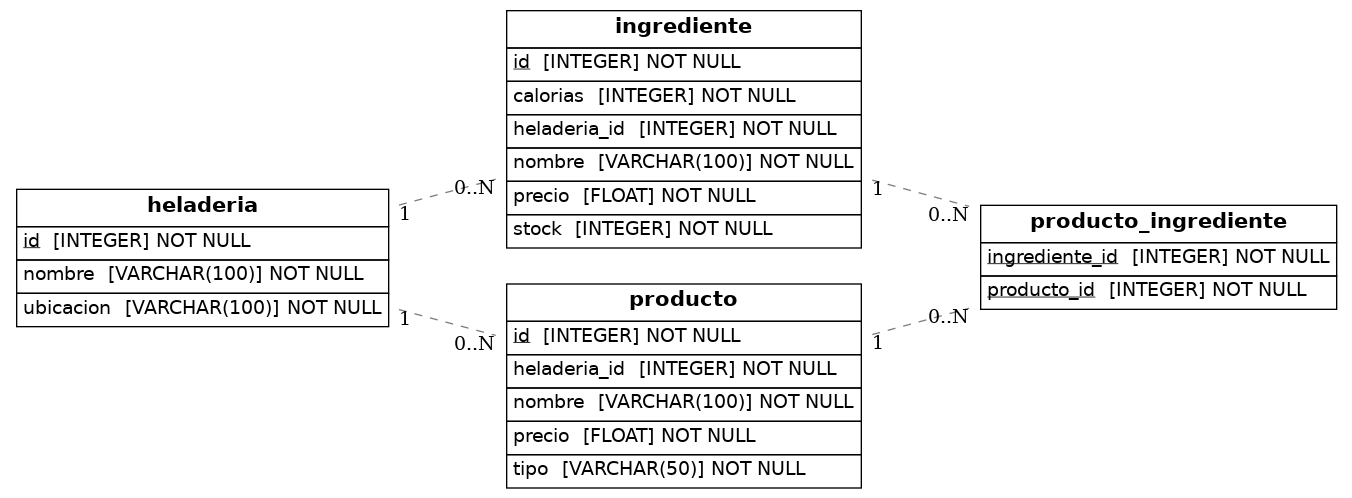 ingrediente
id [INTEGER] NOT NULL
calorias [INTEGER] NOT NULL
heladeria_id [INTEGER] NOT NULL
nombre [VARCHAR(100)] NOT NULL
precio [FLOAT] NOT NULL
stock [INTEGER] NOT NULL
heladeria
id [INTEGER] NOT NULL
nombre [VARCHAR(100)] NOT NULL
ubicacion [VARCHAR(100)] NOT NULL
0..N
1
1
0..N
producto_ingrediente
ingrediente_id [INTEGER] NOT NULL
producto_id [INTEGER] NOT NULL
producto
id [INTEGER] NOT NULL
heladeria_id [INTEGER] NOT NULL
nombre [VARCHAR(100)] NOT NULL
precio [FLOAT] NOT NULL
tipo [VARCHAR(50)] NOT NULL
1
0..N
0..N
1